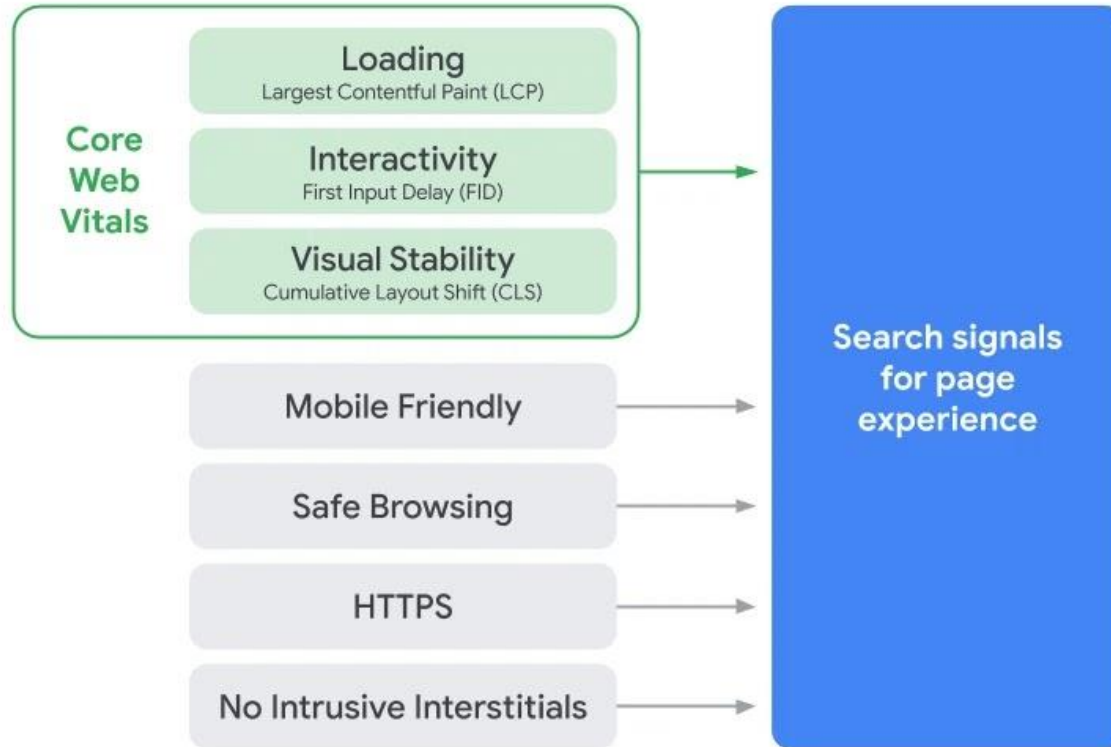 Core
Web
Vitals
Loading
Largest Contentful Paint (LCP)
Interactivity
First Input Delay (FID)
Visual Stability
Cumulative Layout Shift (CLS)
Mobile Friendly
Safe Browsing
HTTPS
No Intrusive Interstitials
Search signals
for page
experience